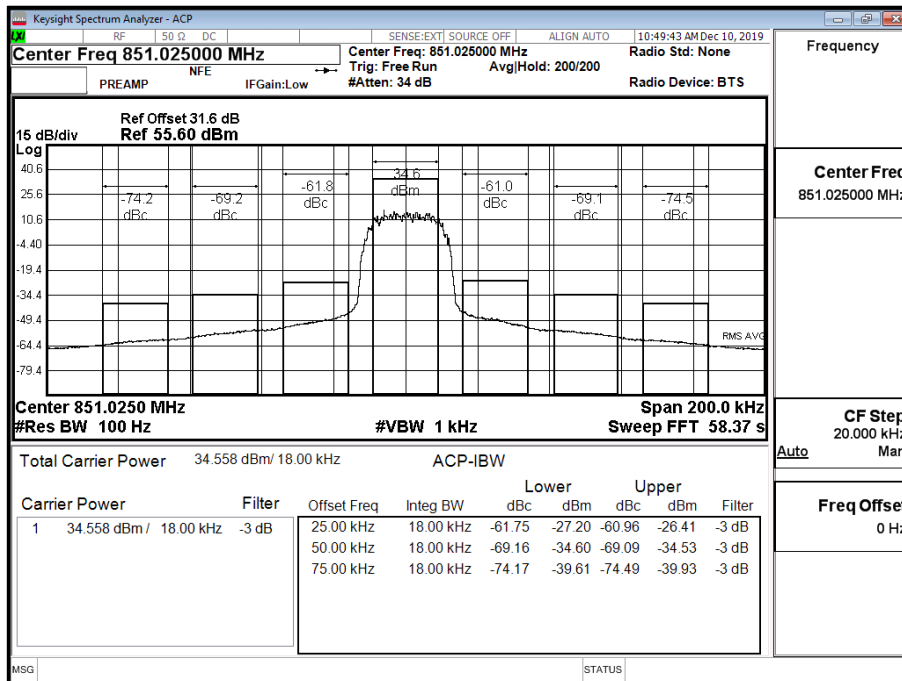 Keysight Spectrum Analyzer - ACP
LXI RF 50 Ω DC SENSE:EXT SOURCE OFF ALIGN AUTO 10:49:43 AM Dec 10, 2019
Center Freq 851.025000 MHz
NFE
PREAMP IFGain:Low
Center Freq: 851.025000 MHz
Trig: Free Run Avg|Hold: 200/200
#Atten: 34 dB
Radio Std: None
Radio Device: BTS
Ref Offset 31.6 dB
15 dB/div Ref 55.60 dBm
Log
40.6
25.6
10.6
-4.40
-19.4
-34.4
-49.4
-64.4
-79.4
-74.2 dBc
-69.2 dBc
-61.8 dBc
34.6 dBm
-61.0 dBc
-69.1 dBc
-74.5 dBc
RMS AVG
Center 851.0250 MHz Span 200.0 kHz
#Res BW 100 Hz #VBW 1 kHz Sweep FFT 58.37 s
Total Carrier Power 34.558 dBm/ 18.00 kHz ACP-IBW
Carrier Power Filter
1 34.558 dBm / 18.00 kHz -3 dB
Lower Upper
Offset Freq Integ BW dBc dBm dBc dBm Filter
25.00 kHz 18.00 kHz -61.75 -27.20 -60.96 -26.41 -3 dB
50.00 kHz 18.00 kHz -69.16 -34.60 -69.09 -34.53 -3 dB
75.00 kHz 18.00 kHz -74.17 -39.61 -74.49 -39.93 -3 dB
MSG STATUS
Frequency
Center Freq
851.025000 MHz
CF Step
20.000 kHz
Auto Man
Freq Offset
0 Hz